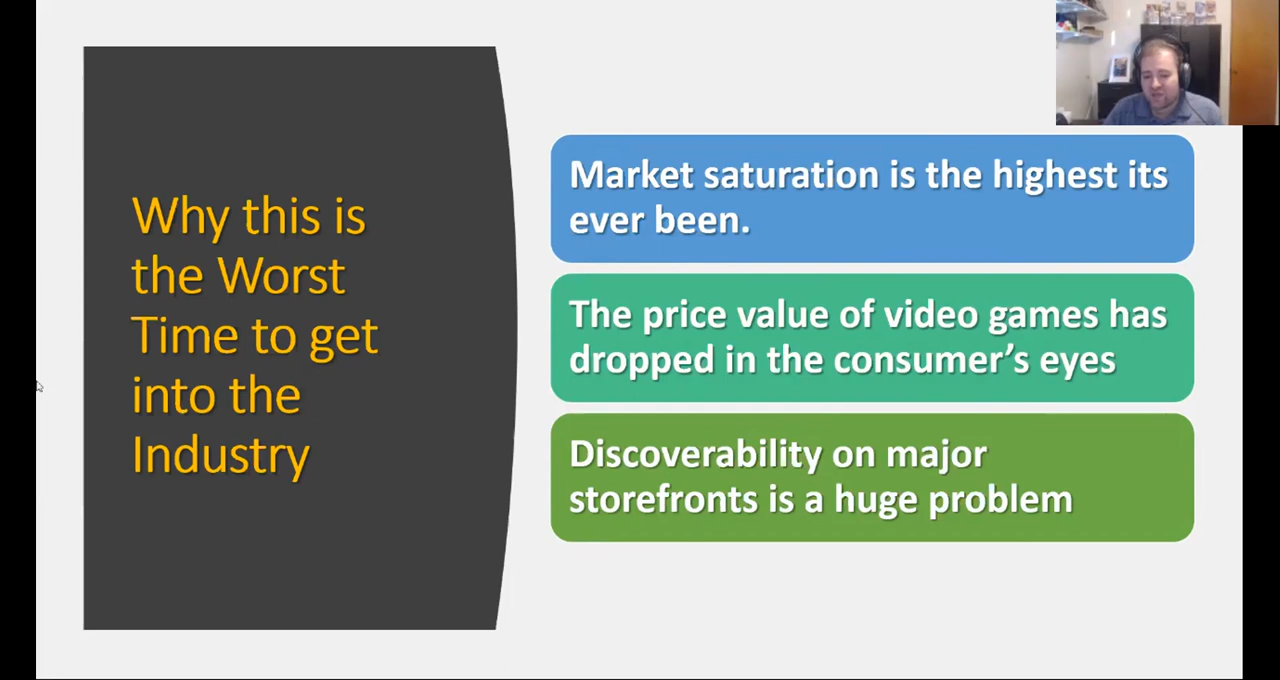 Why this is
the Worst
Time to get
into the
Industry
Market saturation is the highest its
ever been.
The price value of video games has
dropped in the consumer’s eyes
Discoverability on major
storefronts is a huge problem